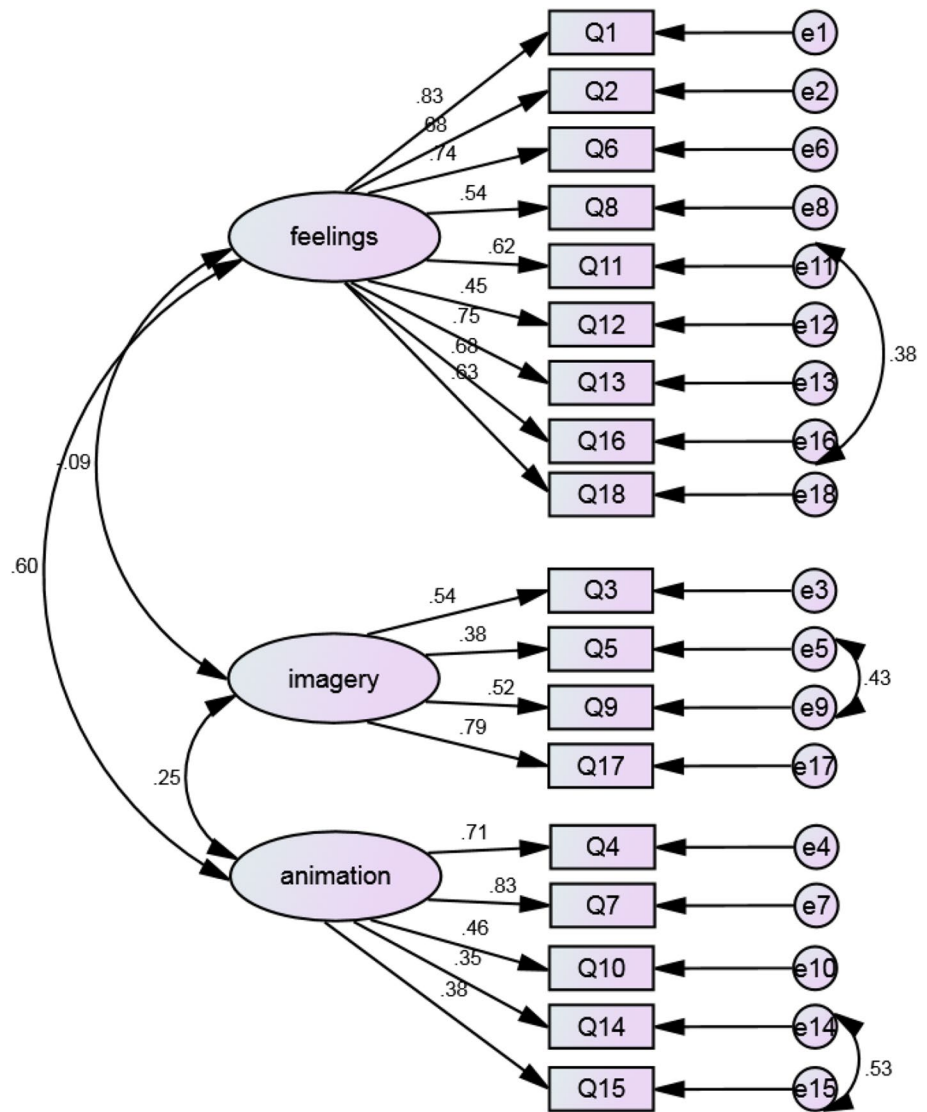 Q1 e1
.83
Q2 e2
.68
Q6 e6
.74
Q8 e8
.54
feelings
Q11 e11
.62
Q12 e12
.45
.75
Q13 e13
.68
.38
.63
Q16 e16
Q18 e18
-.09
.60
Q3 e3
.54
Q5 e5
.38
imagery
.43
Q9 e9
.52
Q17 e17
.79
.25
Q4 e4
.71
animation
Q7 e7
.83
Q10 e10
.46
.35
Q14 e14
.38
.53
Q15 e15